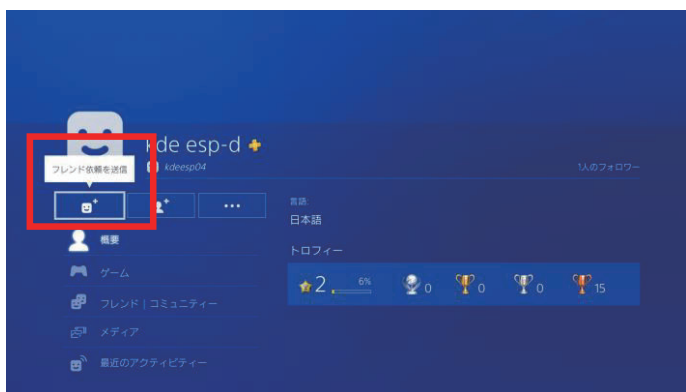 kde esp-d
フレンド依頼を送信
kdeesp04
1人のフォロワー
•••
概要
ゲーム
フレンド | コミュニティー
メディア
最近のアクティビティー
言語
日本語
トロフィー
2 6% 0 0 0 15